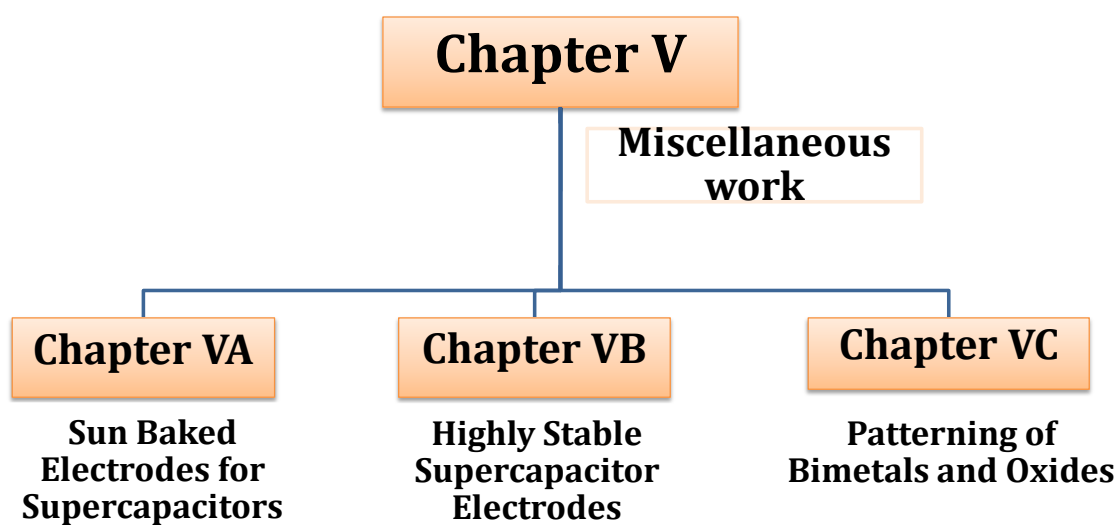 Chapter V
Miscellaneous
work
Chapter VA
Sun Baked
Electrodes for
Supercapacitors
Chapter VB
Highly Stable
Supercapacitor
Electrodes
Chapter VC
Patterning of
Bimetals and Oxides